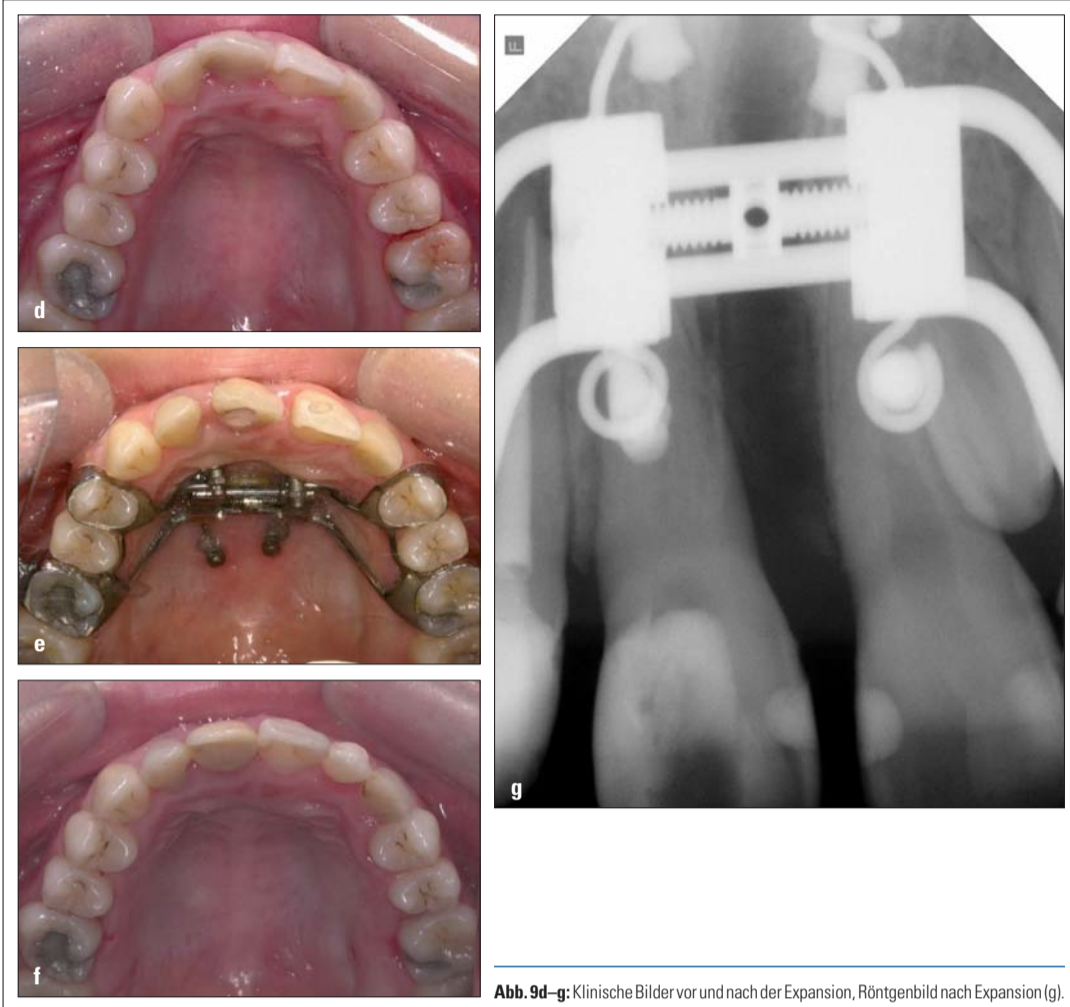 d
e
f
g
Abb. 9d–g: Klinische Bilder vor und nach der Expansion, Röntgenbild nach Expansion (g).